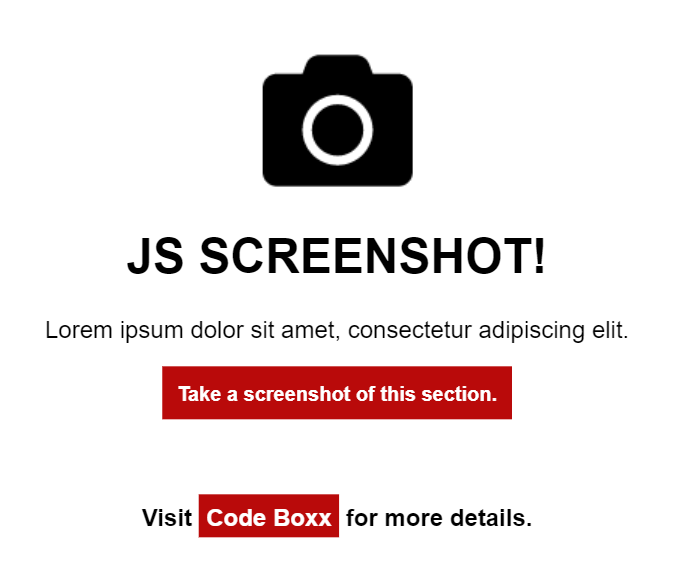 JS SCREENSHOT!
Lorem ipsum dolor sit amet, consectetur adipiscing elit.
Take a screenshot of this section.
Visit Code Boxx for more details.